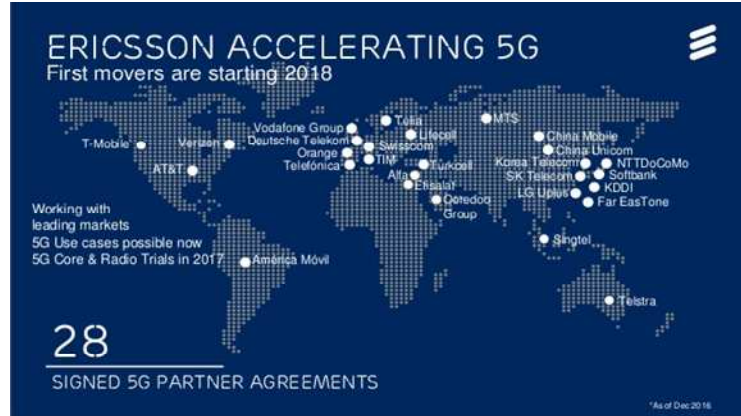 ERICSSON ACCELERATING 5G
First movers are starting 2018
T-Mobile
Verizon
AT&T
Vodafone Group
Deutsche Telekom
Orange
Telefónica
Telia
Lifecell
Swisscom
TIM
Türkcell
Alfa
Etisalat
Ooredoo
Group
MTS
China Mobile
China Unicom
Korea Telecom
NTTDoCoMo
SK Telecom
Softbank
LG Uplus
KDDI
Far EasTone
Singtel
Telstra
América Móvil
Working with
leading markets
5G Use cases possible now
5G Core & Radio Trials in 2017
28
SIGNED 5G PARTNER AGREEMENTS
*As of Dec 2016